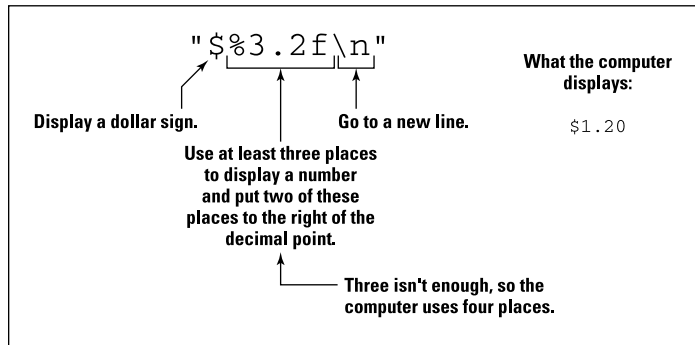 "$%3.2f\n"
What the computer
displays:
Display a dollar sign.
Go to a new line.
$1.20
Use at least three places
to display a number
and put two of these
places to the right of the
decimal point.
Three isn't enough, so the
computer uses four places.